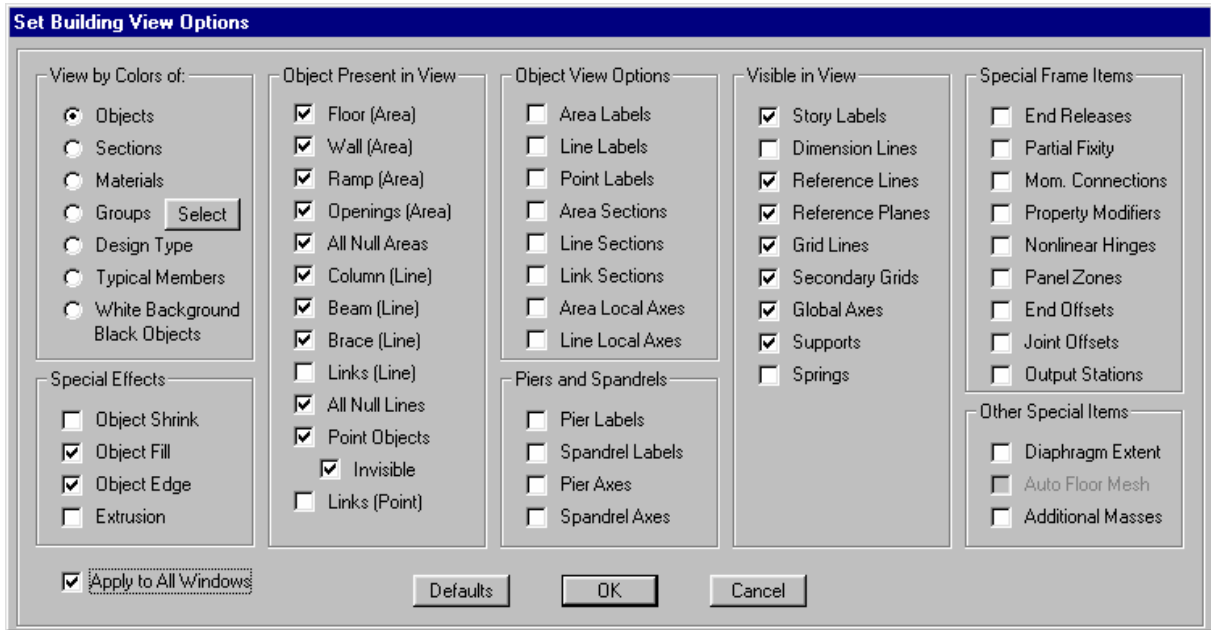 Set Building View Options
View by Colors of:
Objects
Sections
Materials
Groups Select
Design Type
Typical Members
White Background
Black Objects
Special Effects
Object Shrink
Object Fill
Object Edge
Extrusion
Object Present in View
Floor (Area)
Wall (Area)
Ramp (Area)
Openings (Area)
All Null Areas
Column (Line)
Beam (Line)
Brace (Line)
Links (Line)
All Null Lines
Point Objects
Invisible
Links (Point)
Object View Options
Area Labels
Line Labels
Point Labels
Area Sections
Line Sections
Link Sections
Area Local Axes
Line Local Axes
Piers and Spandrels
Pier Labels
Spandrel Labels
Pier Axes
Spandrel Axes
Visible in View
Story Labels
Dimension Lines
Reference Lines
Reference Planes
Grid Lines
Secondary Grids
Global Axes
Supports
Springs
Special Frame Items
End Releases
Partial Fixity
Mom. Connections
Property Modifiers
Nonlinear Hinges
Panel Zones
End Offsets
Joint Offsets
Output Stations
Other Special Items
Diaphragm Extent
Auto Floor Mesh
Additional Masses
Apply to All Windows
Defaults OK Cancel